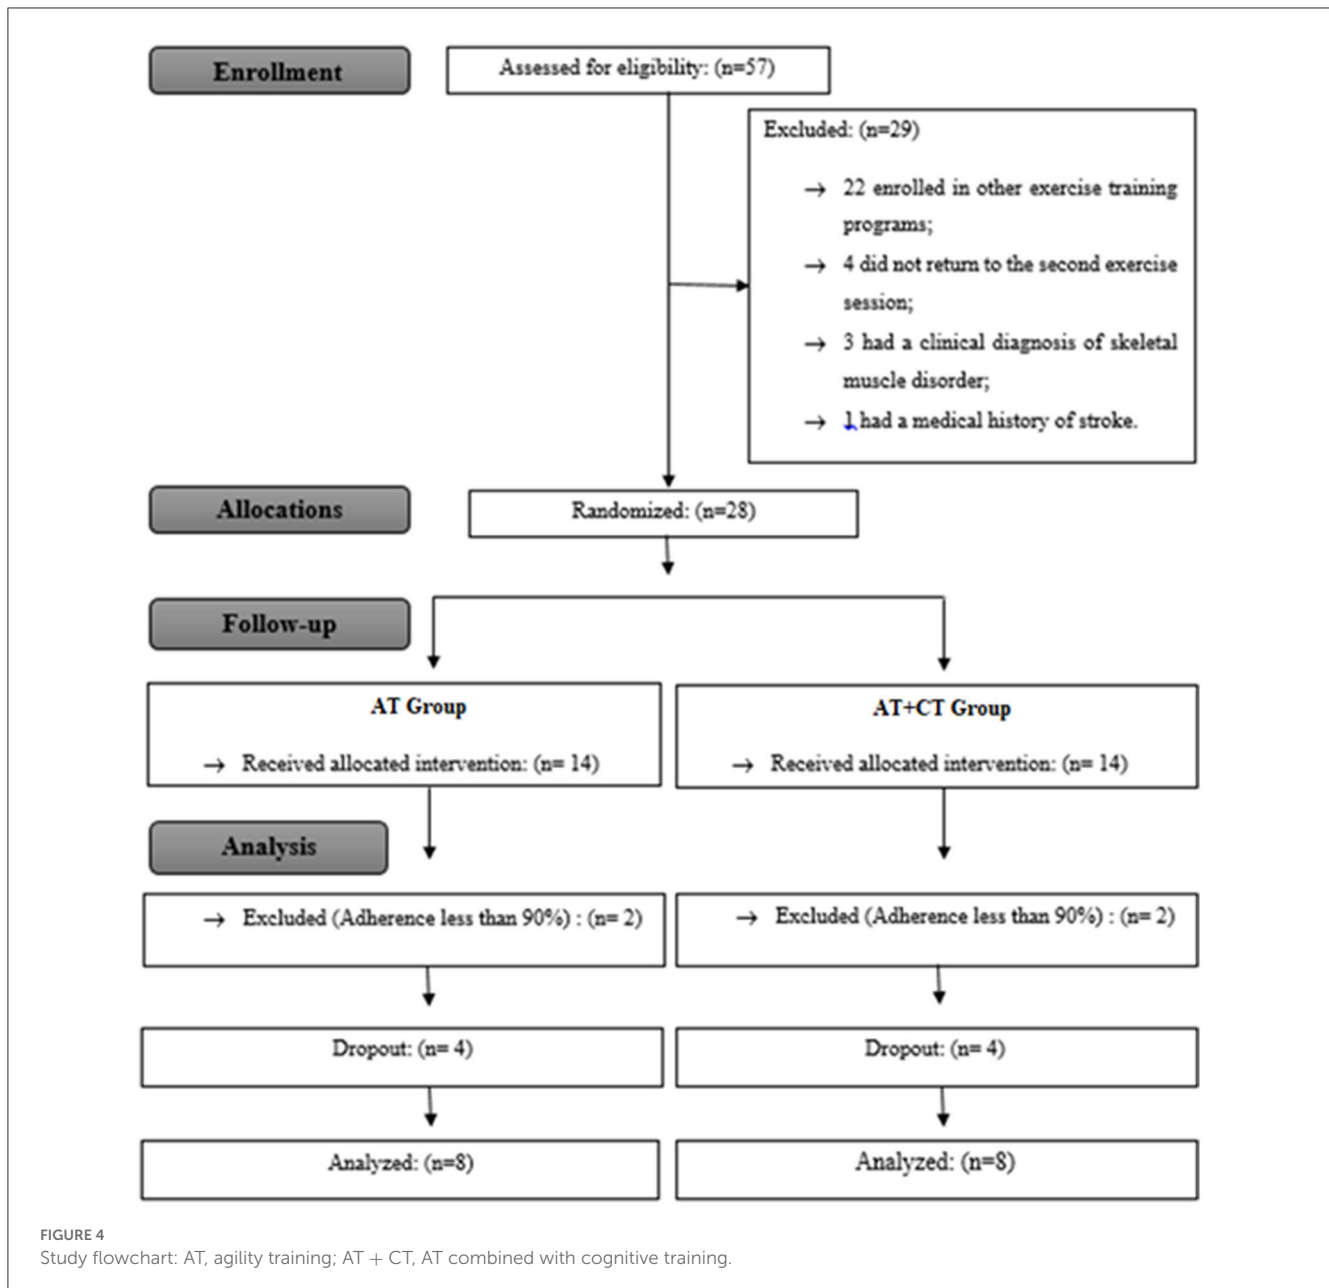 Enrollment
Assessed for eligibility: (n=57)
Excluded: (n=29)
→ 22 enrolled in other exercise training
programs;
→ 4 did not return to the second exercise
session;
→ 3 had a clinical diagnosis of skeletal
muscle disorder;
→ 1 had a medical history of stroke.
Allocations
Randomized: (n=28)
Follow-up
AT Group
→ Received allocated intervention: (n= 14)
AT+CT Group
→ Received allocated intervention: (n= 14)
Analysis
→ Excluded (Adherence less than 90%) : (n= 2)
→ Excluded (Adherence less than 90%) : (n= 2)
Dropout: (n= 4)
Dropout: (n= 4)
Analyzed: (n=8)
Analyzed: (n=8)
FIGURE 4
Study flowchart: AT, agility training; AT + CT, AT combined with cognitive training.